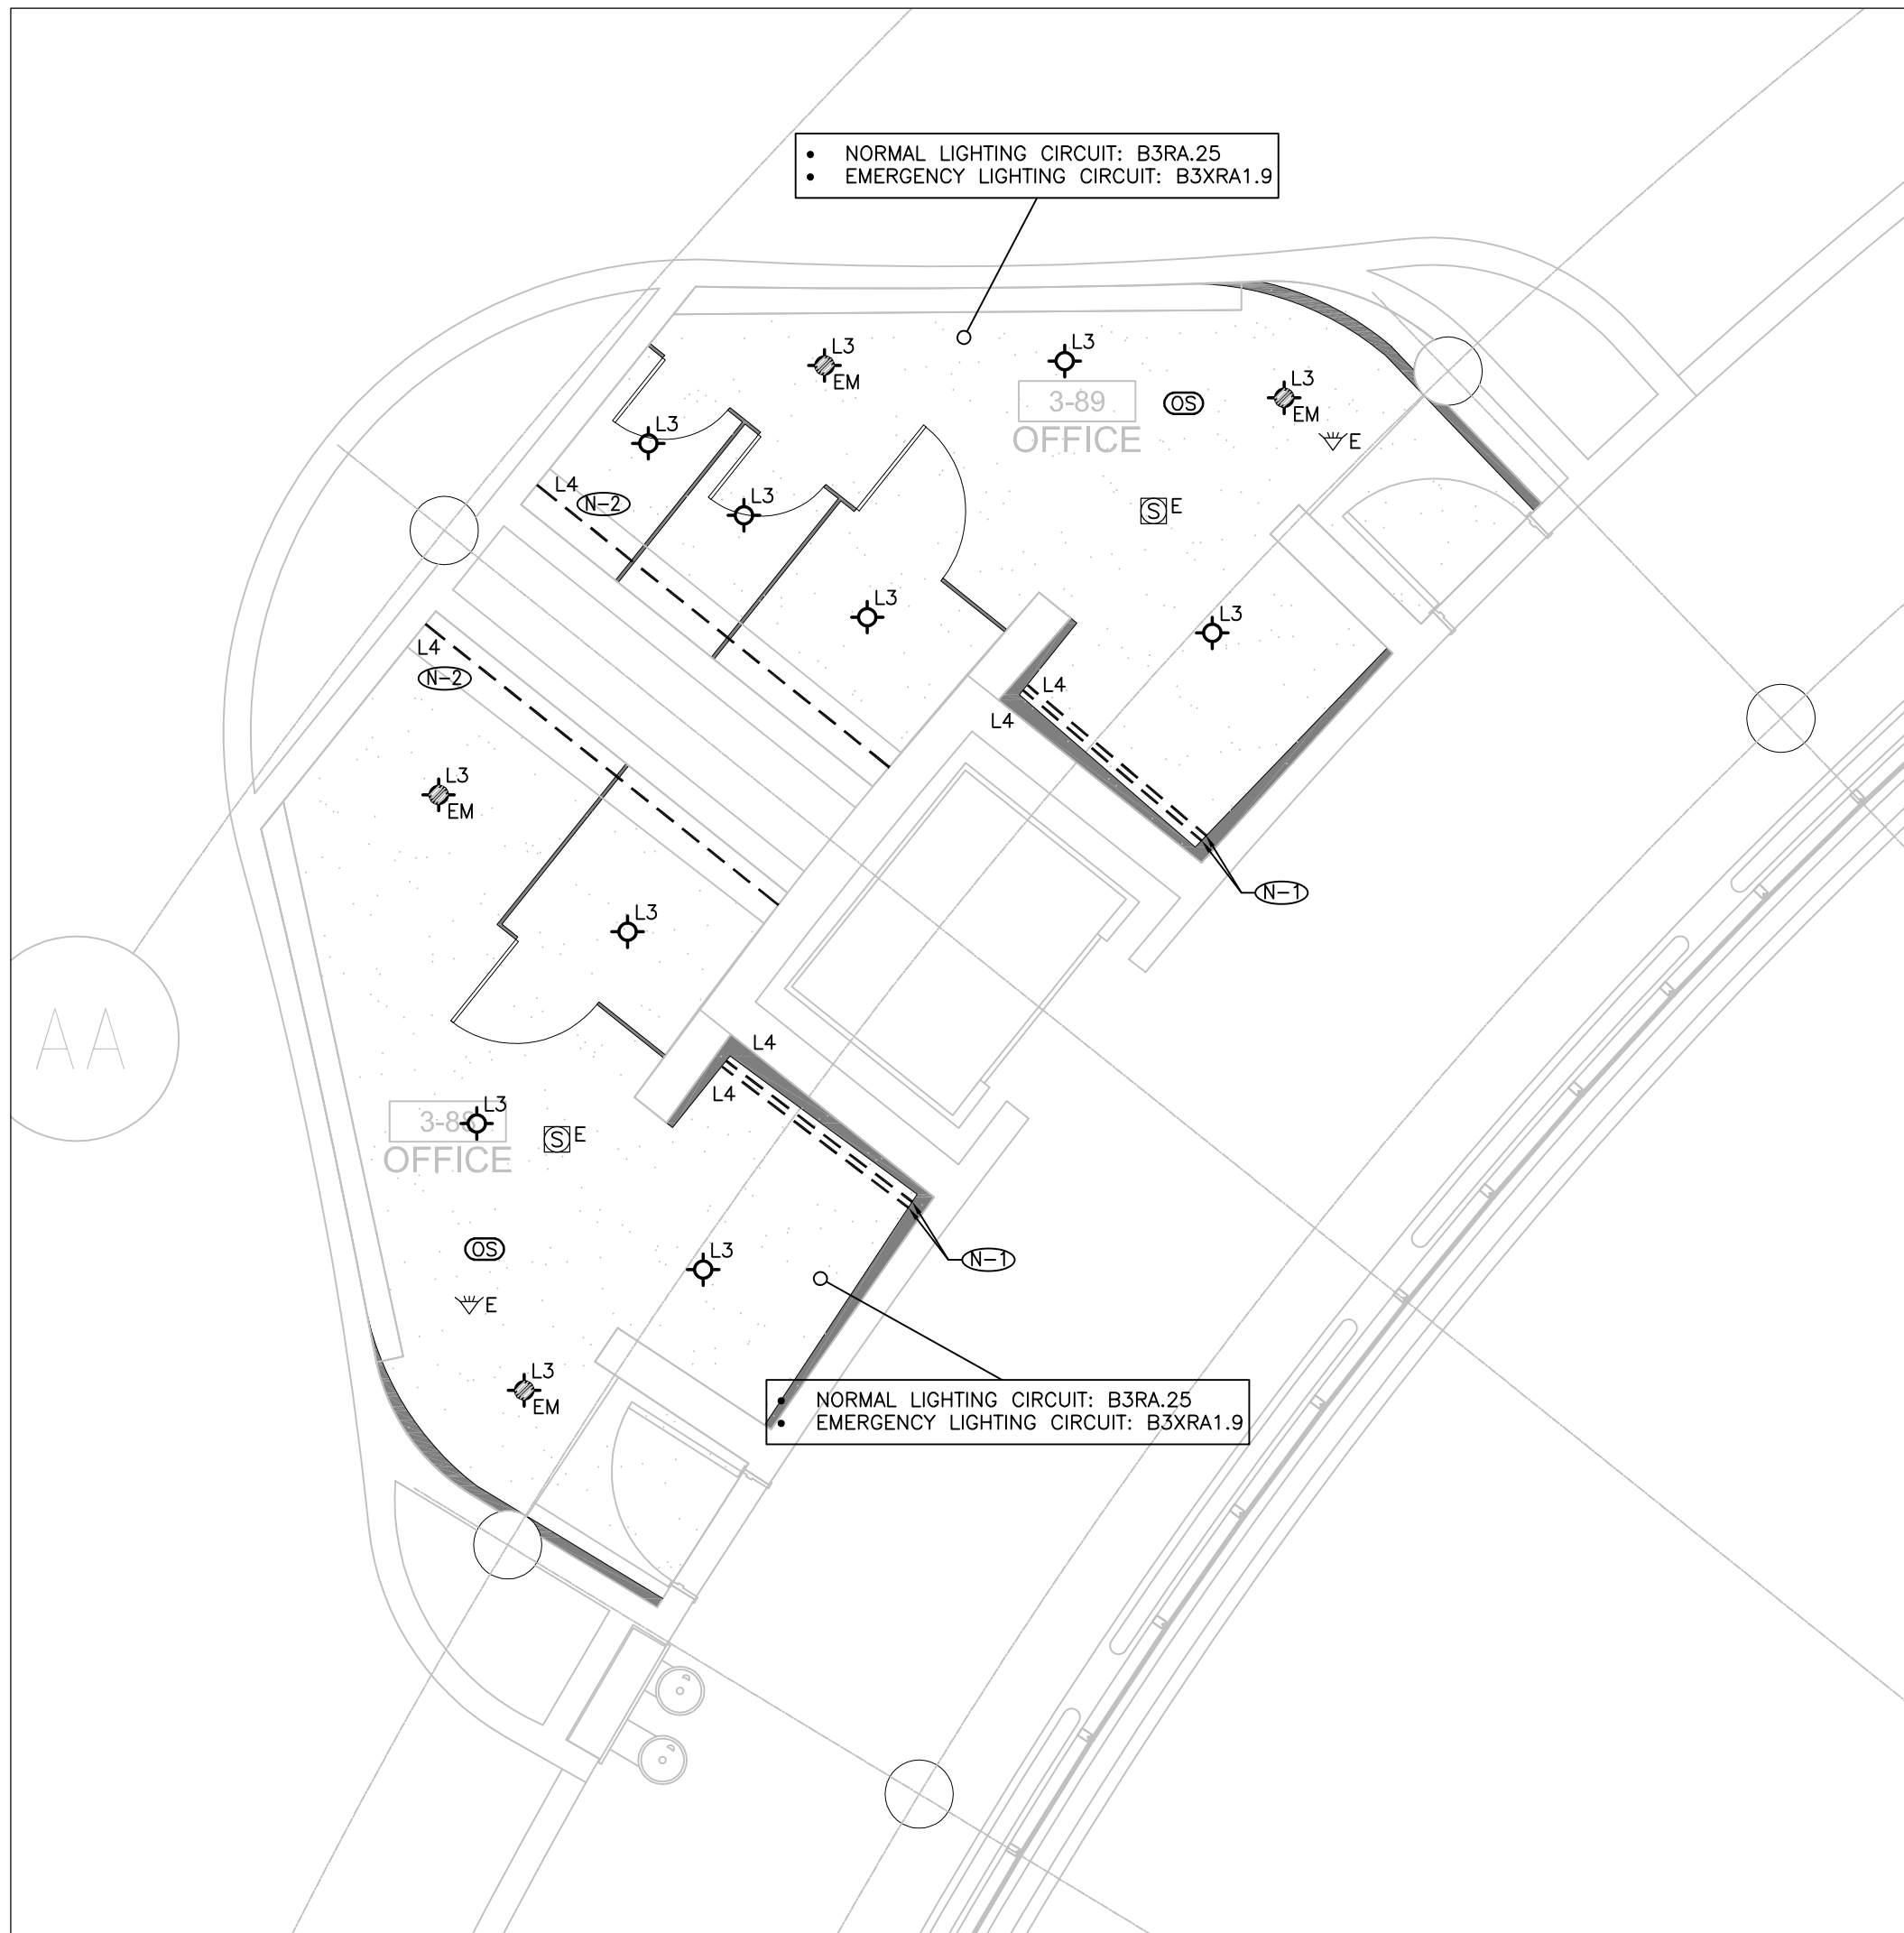 • NORMAL LIGHTING CIRCUIT: B3RA.25
• EMERGENCY LIGHTING CIRCUIT: B3XRA1.9
L3
EM
L3
L3
EM
3-89
OFFICE
OS
E
L3
L4
N-2
L3
S E
L3
L3
L4
N-2
L4
L4
L3
EM
N-1
L3
AA
L4
L4
3-88
OFFICE
L3
S E
OS
N-1
L3
E
L3
EM
• NORMAL LIGHTING CIRCUIT: B3RA.25
• EMERGENCY LIGHTING CIRCUIT: B3XRA1.9